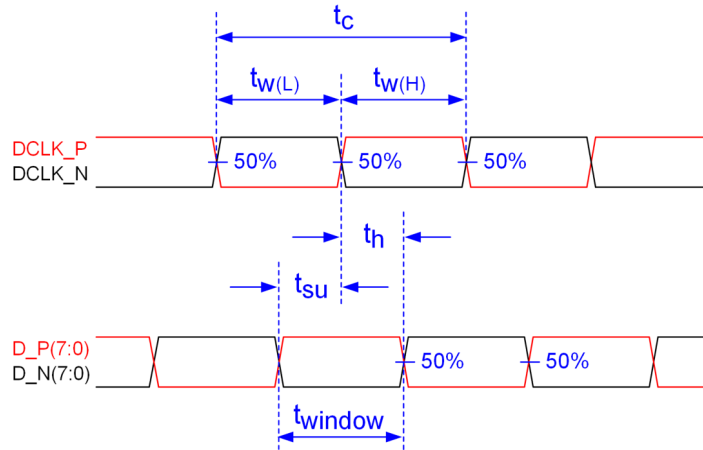 tc
tw(L) tw(H)
DCLK_P
DCLK_N
50% 50% 50%
th
tsu
D_P(7:0)
D_N(7:0)
50% 50%
twindow